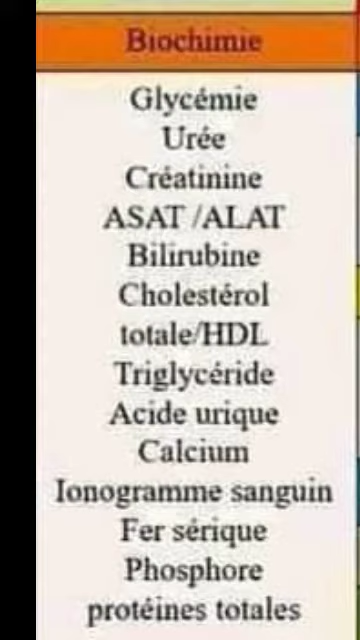 Biochimie
Glycémie
Urée
Créatinine
ASAT /ALAT
Bilirubine
Cholestérol
totale/HDL
Triglycéride
Acide urique
Calcium
Ionogramme sanguin
Fer sérique
Phosphore
protéines totales